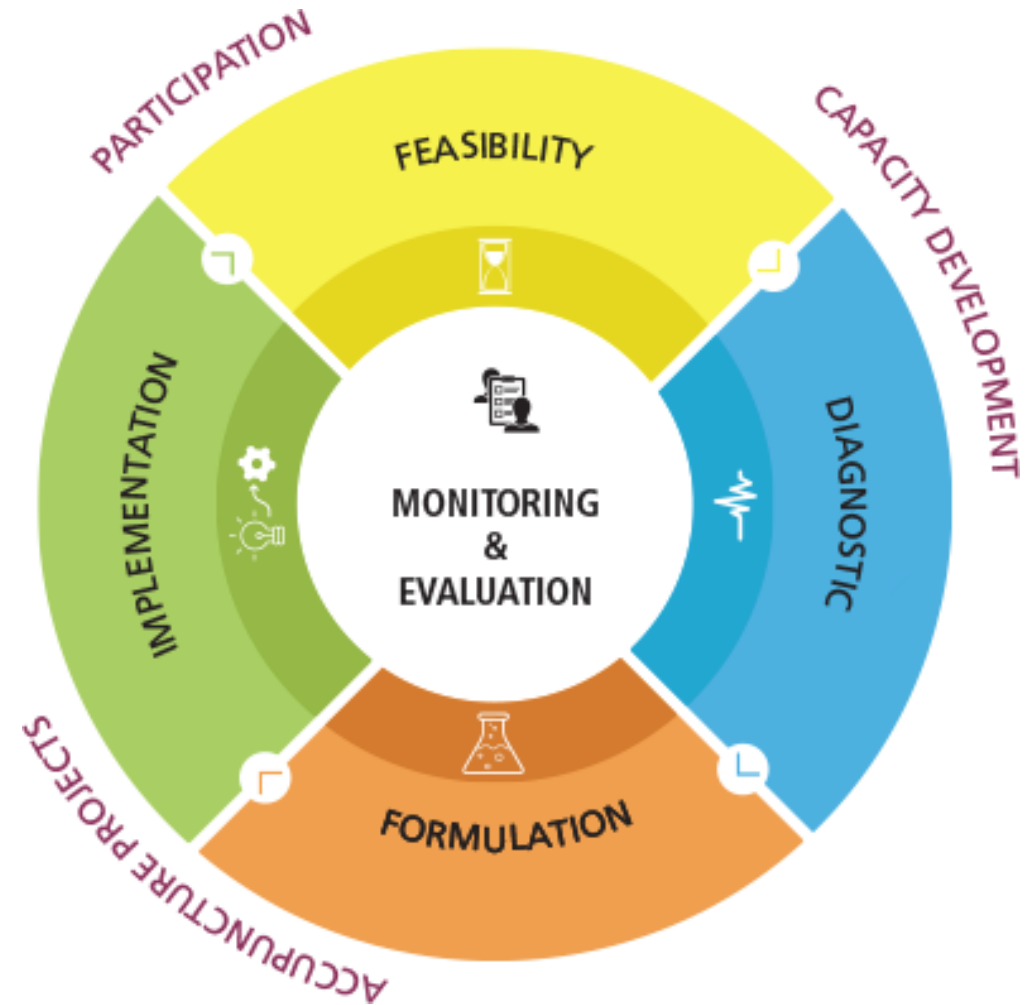 PARTICIPATION
CAPACITY DEVELOPMENT
FEASIBILITY
DIAGNOSTIC
FORMULATION
IMPLEMENTATION
MONITORING
&
EVALUATION
ACCUPUNCTURE PROJECTS